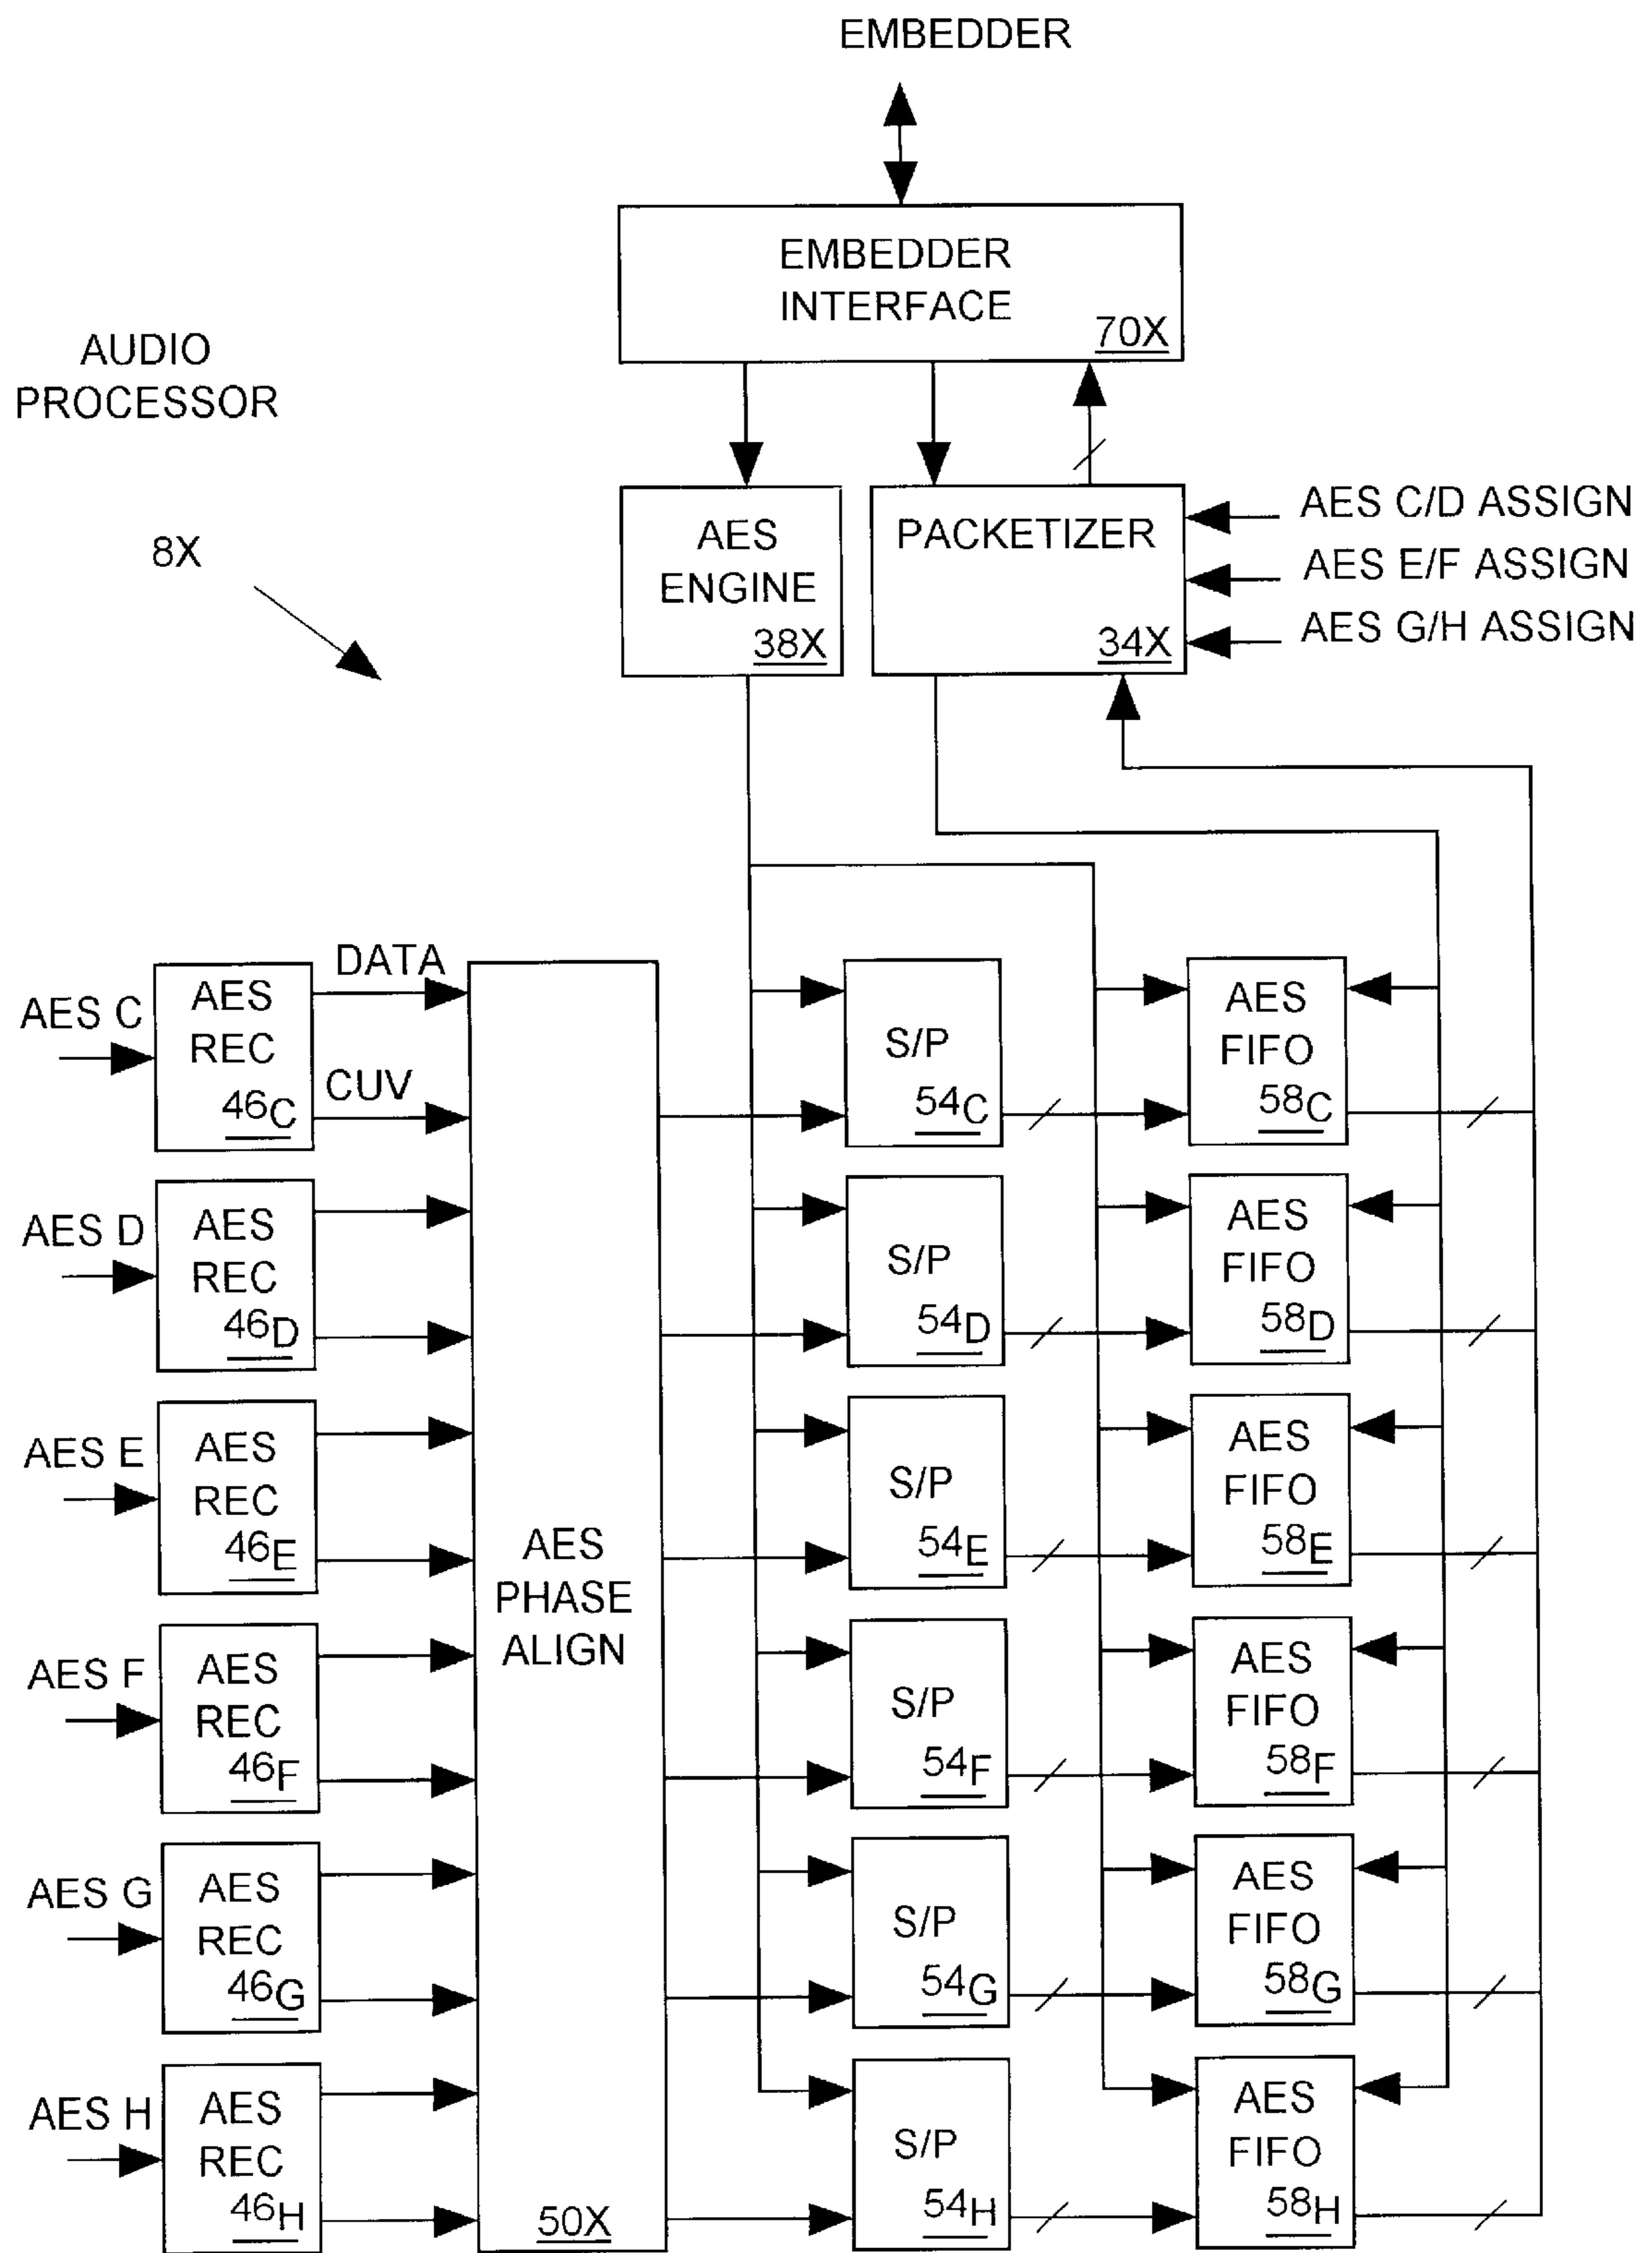 EMBEDDER
EMBEDDER
INTERFACE
70X
AUDIO
PROCESSOR
8X
AES
ENGINE
38X
PACKETIZER
34X
AES C/D ASSIGN
AES E/F ASSIGN
AES G/H ASSIGN
AES C
AES
REC
46C
DATA
CUV
S/P
54C
AES
FIFO
58C
AES D
AES
REC
46D
S/P
54D
AES
FIFO
58D
AES E
AES
REC
46E
S/P
54E
AES
FIFO
58E
AES
PHASE
ALIGN
50X
AES F
AES
REC
46F
S/P
54F
AES
FIFO
58F
AES G
AES
REC
46G
S/P
54G
AES
FIFO
58G
AES H
AES
REC
46H
S/P
54H
AES
FIFO
58H